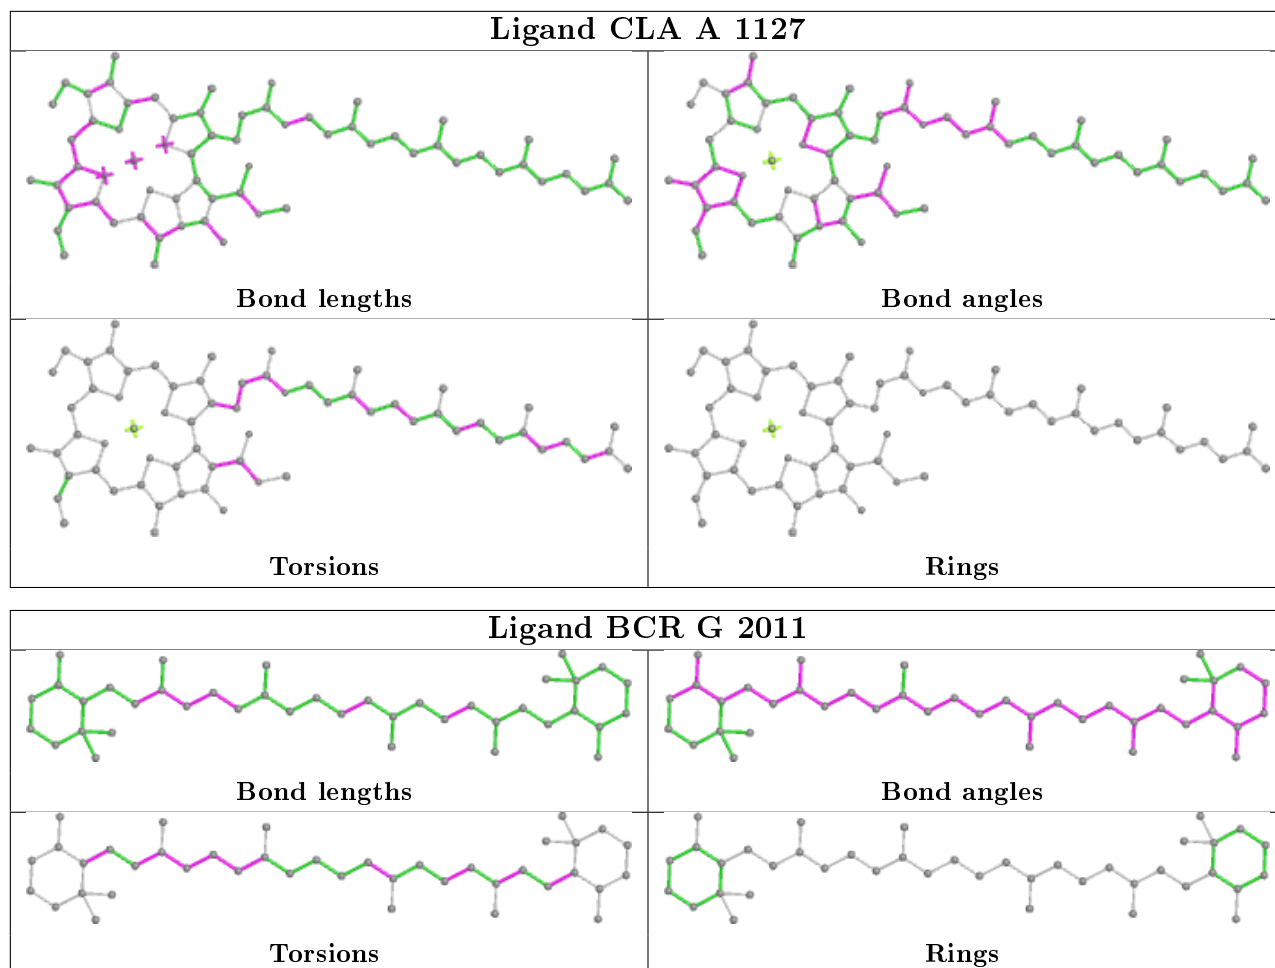 Ligand CLA A 1127
Bond lengths
Bond angles
Torsions
Rings
Ligand BCR G 2011
Bond lengths
Bond angles
Torsions
Rings